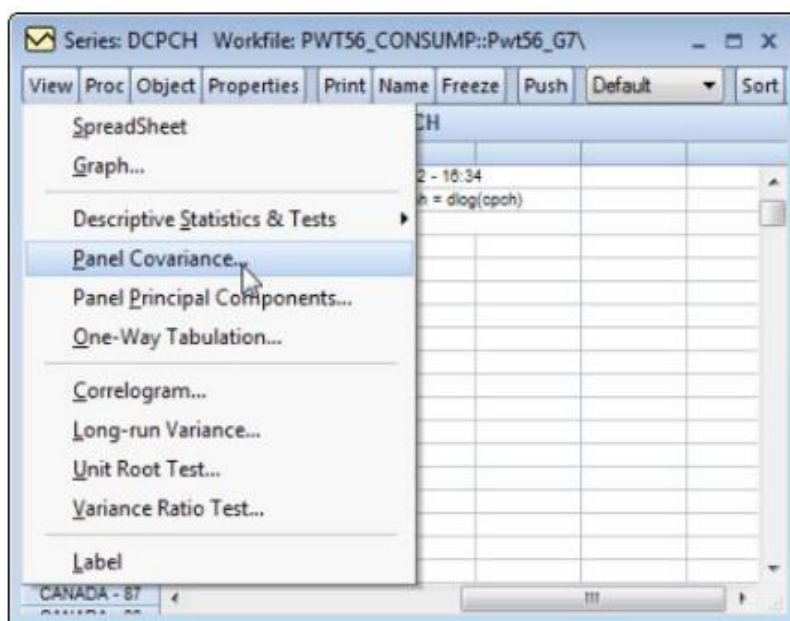 Series: DCPCH Workfile: PWT56_CONSUMP::Pwt56_G7\
View Proc Object Properties Print Name Freeze Push Default Sort
CH
SpreadSheet
2 - 16:34
Graph...
h = dlog(cpch)
Descriptive Statistics & Tests
Panel Covariance...
Panel Principal Components...
One-Way Tabulation...
Correlogram...
Long-run Variance...
Unit Root Test...
Variance Ratio Test...
Label
CANADA - 87